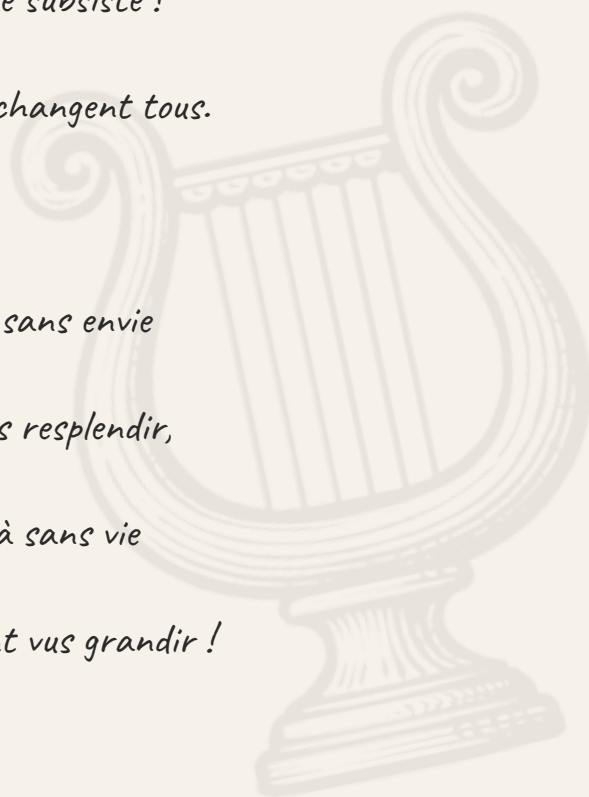 e subsiste !
changent tous.
sans envie
s resplendir,
à sans vie
t vus grandir !